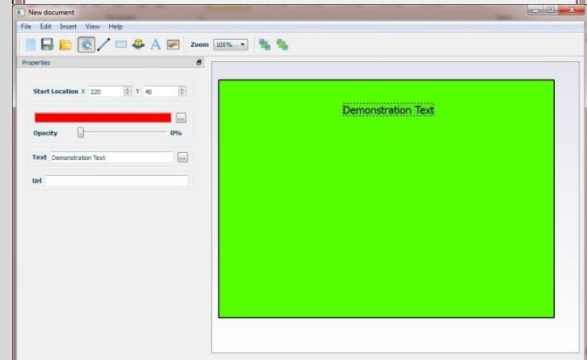 New document
File Edit Insert View Help
A Zoom 100%
Properties
Start Location X 220 Y 40
...
Opacity 0%
Text Demonstration Text ...
Url
Demonstration Text